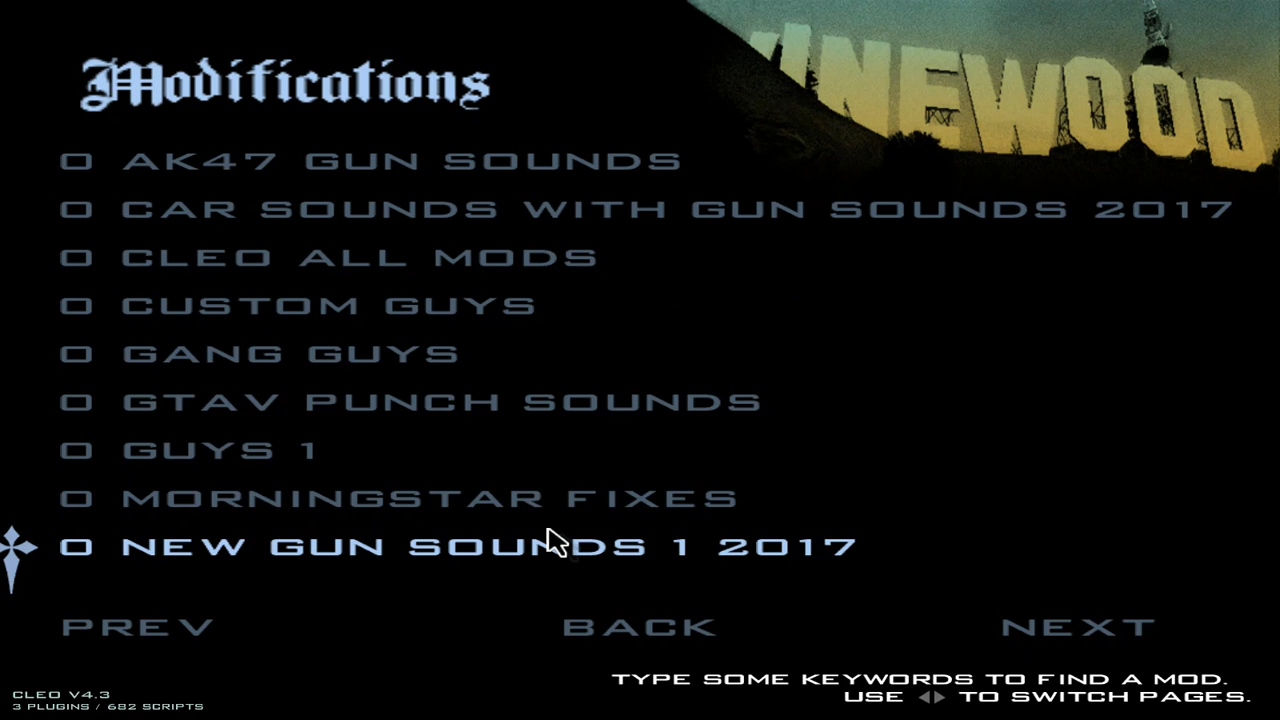 VINEWOOD
Modifications
0 AK47 GUN SOUNDS
0 CAR SOUNDS WITH GUN SOUNDS 2017
0 CLEO ALL MODS
0 CUSTOM GUYS
0 GANG GUYS
0 GTAV PUNCH SOUNDS
0 GUYS 1
0 MORNINGSTAR FIXES
0 NEW GUN SOUNDS 1 2017
PREV BACK NEXT
TYPE SOME KEYWORDS TO FIND A MOD.
USE ◀▶ TO SWITCH PAGES.
CLEO V4.3
3 PLUGINS / 682 SCRIPTS